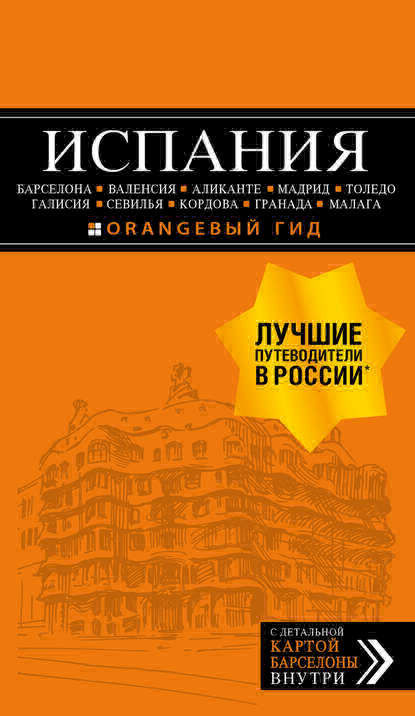 ИСПАНИЯ
БАРСЕЛОНА ■ ВАЛЕНСИЯ ■ АЛИКАНТЕ ■ МАДРИД ■ ТОЛЕДО
ГАЛИСИЯ ■ СЕВИЛЬЯ ■ КОРДОВА ■ ГРАНАДА ■ МАЛАГА
ORANGEВЫЙ ГИД
ЛУЧШИЕ
ПУТЕВОДИТЕЛИ
В РОССИИ*
С ДЕТАЛЬНОЙ
КАРТОЙ
БАРСЕЛОНЫ
ВНУТРИ